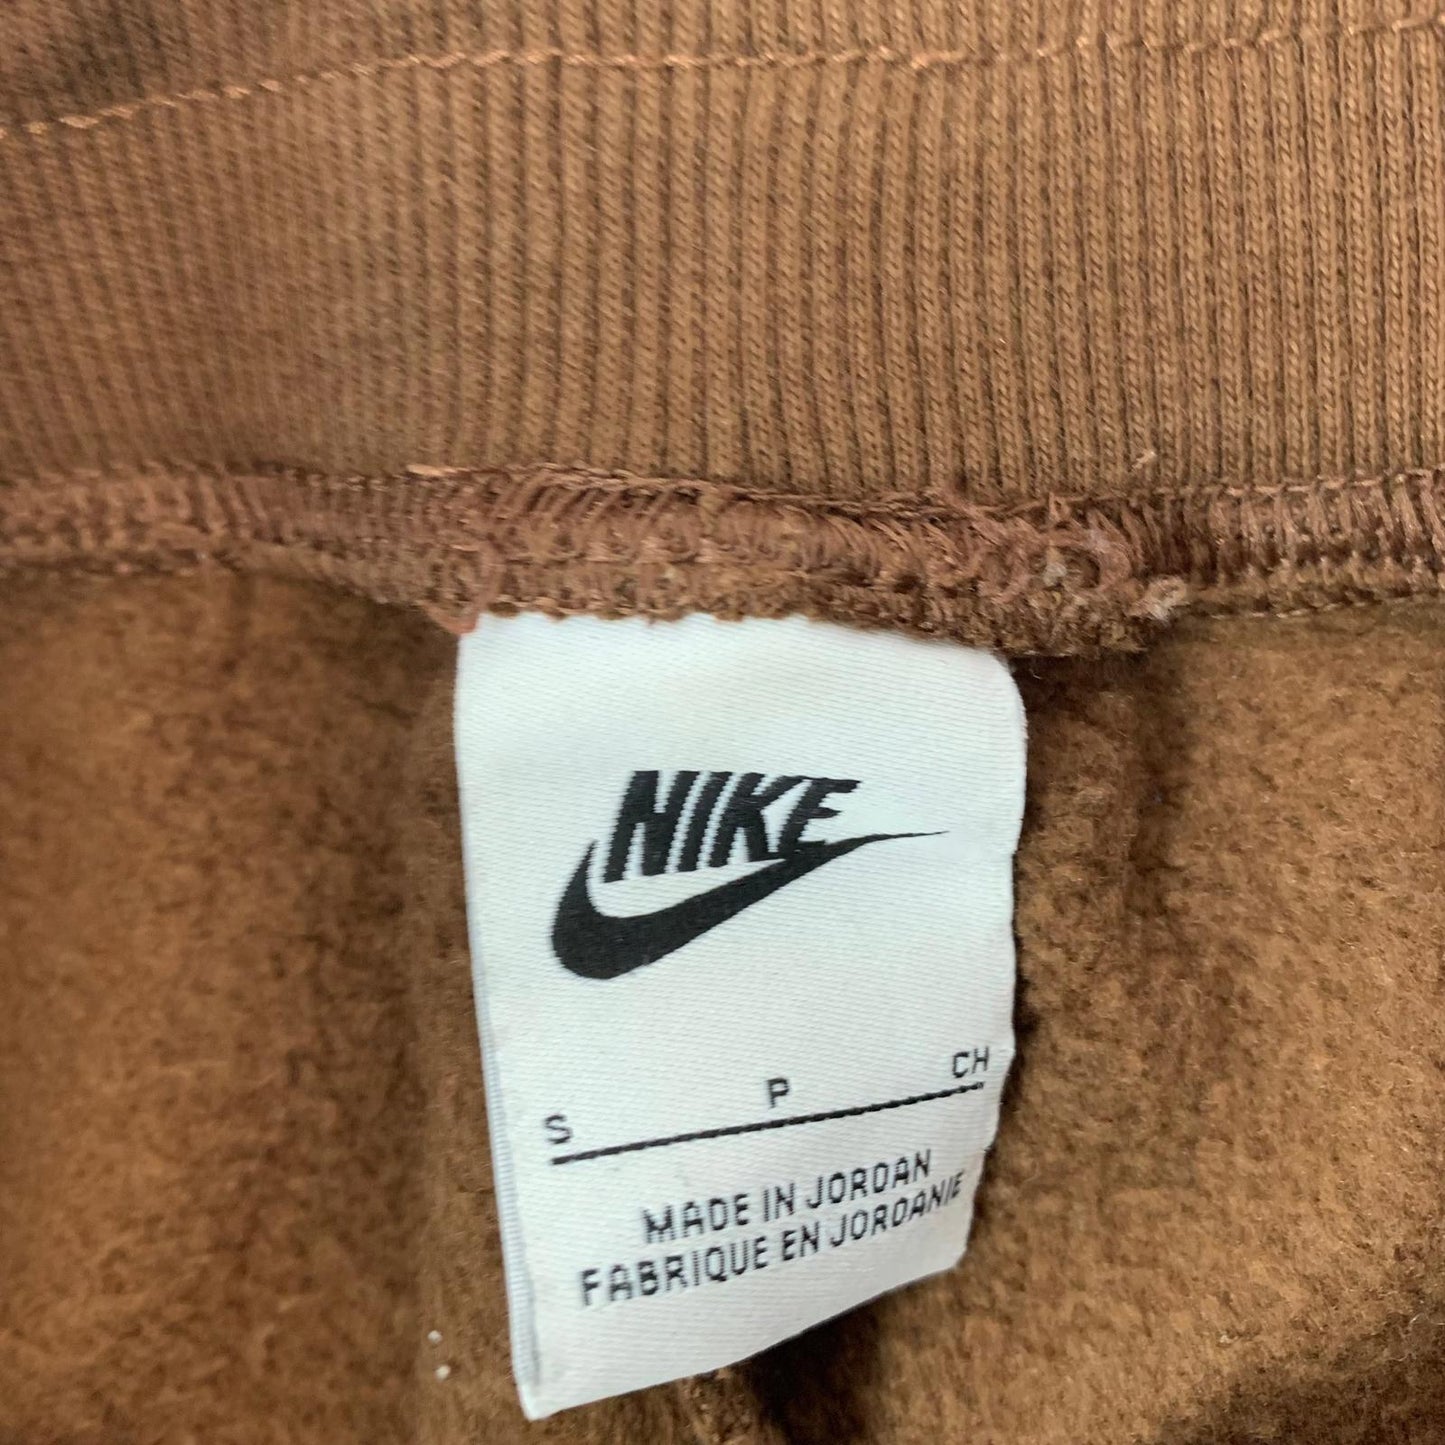 NIKE
S P CH
MADE IN JORDAN
FABRIQUE EN JORDANIE